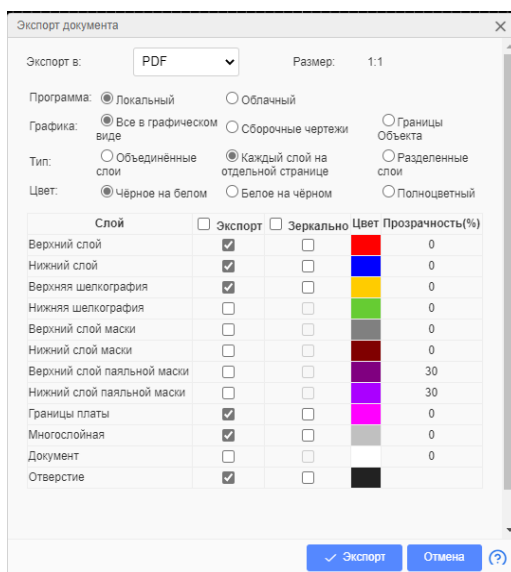 Экспорт документа
Экспорт в: PDF Размер: 1:1
Программа: Локальный Облачный
Графика: Все в графическом виде Сборочные чертежи Границы Объекта
Тип: Объединённые слои Каждый слой на отдельной странице Разделенные слои
Цвет: Чёрное на белом Белое на чёрном Полноцветный
Слой Экспорт Зеркально Цвет Прозрачность(%)
Верхний слой 0
Нижний слой 0
Верхняя шелкография 0
Нижняя шелкография 0
Верхний слой маски 0
Нижний слой маски 0
Верхний слой паяльной маски 30
Нижний слой паяльной маски 30
Границы платы 0
Многослойная 0
Документ 0
Отверстие
Экспорт Отмена